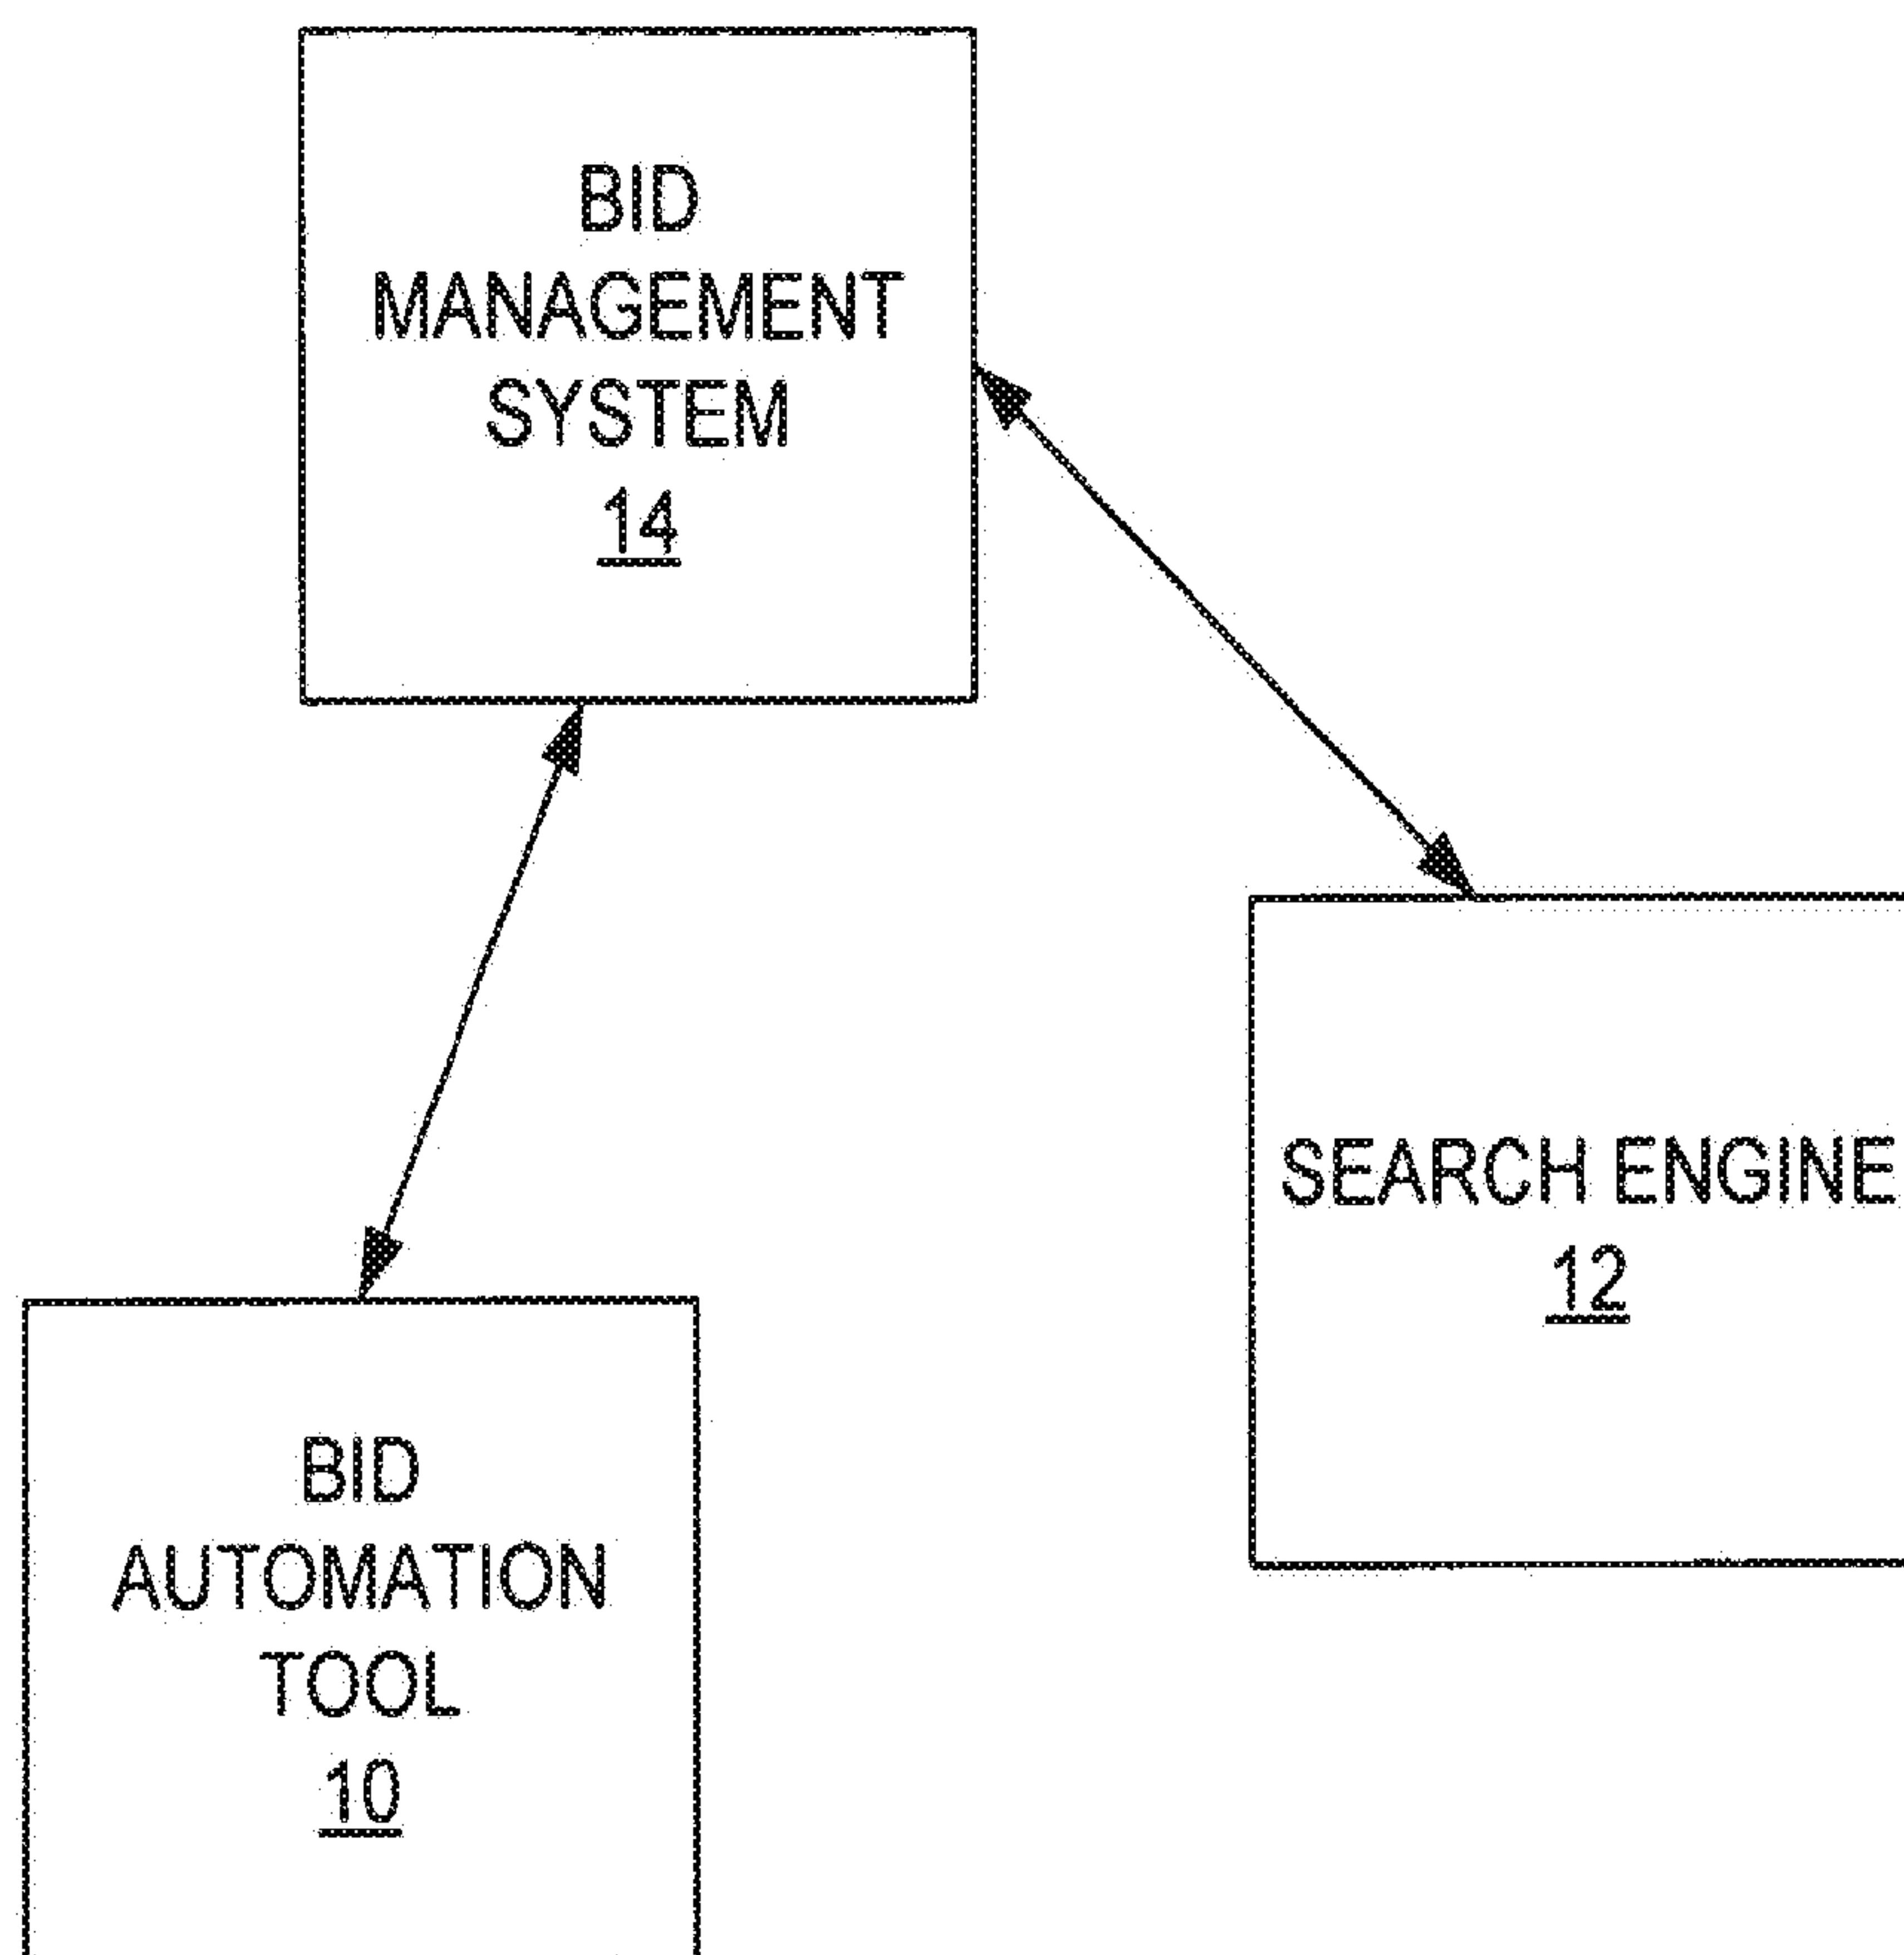 BID
MANAGEMENT
SYSTEM
14
SEARCH ENGINE
12
BID
AUTOMATION
TOOL
10